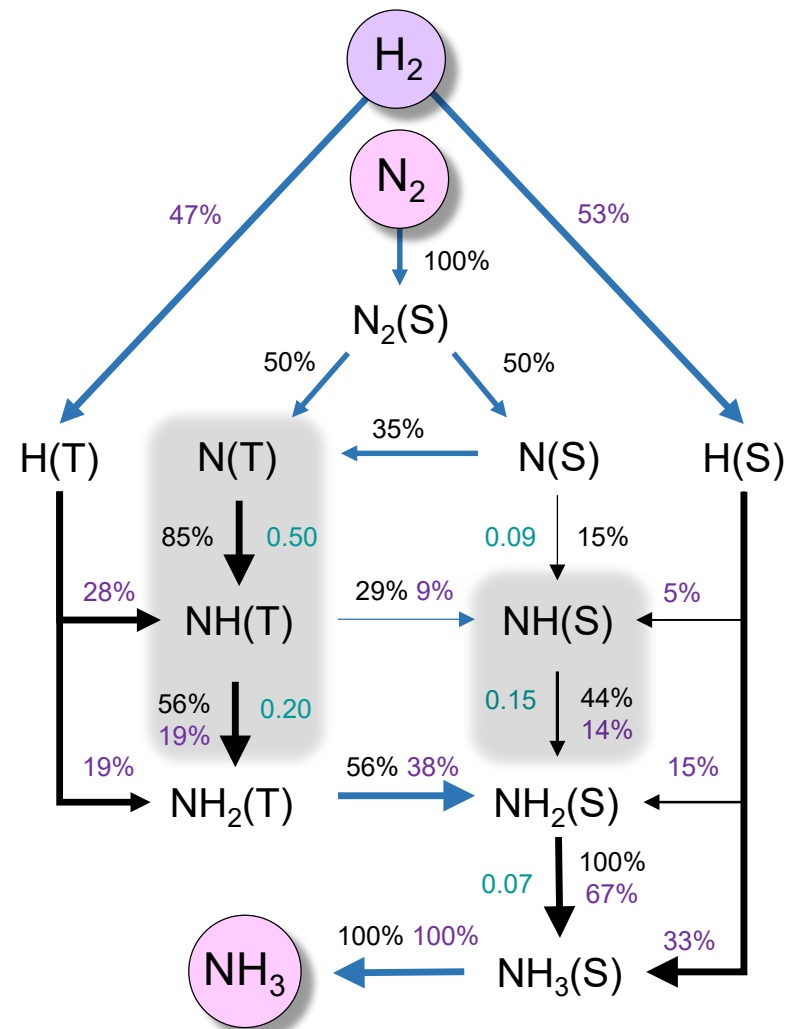 H₂
N₂
47%
53%
100%
N₂(S)
50%
50%
35%
H(T)
N(T)
N(S)
H(S)
85%
0.50
0.09
15%
28%
29% 9%
5%
NH(T)
NH(S)
56%
19%
0.20
0.15
44%
14%
19%
56% 38%
15%
NH₂(T)
NH₂(S)
0.07
100%
67%
100% 100%
33%
NH₃
NH₃(S)